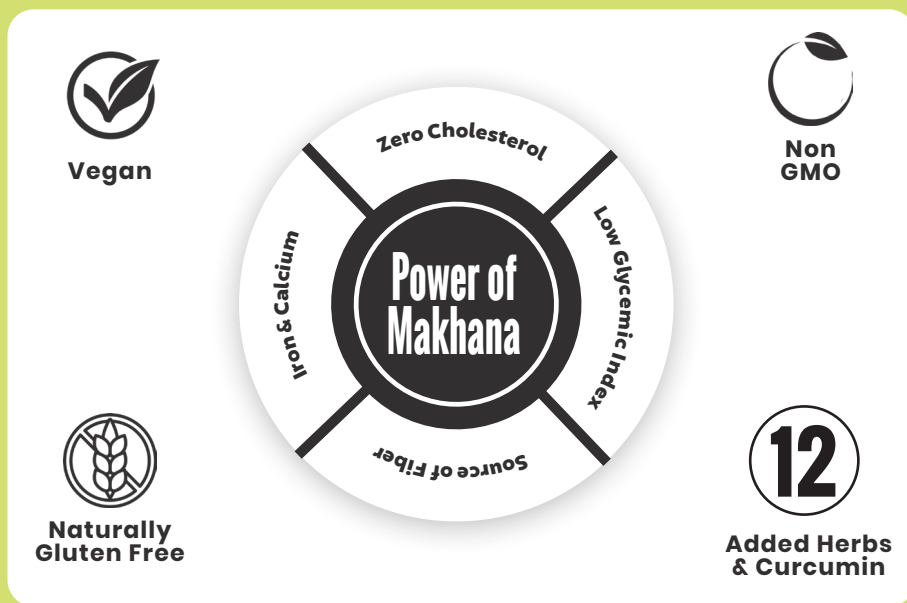 Vegan
Non
GMO
Zero Cholesterol
Low Glycemic Index
Iron & Calcium
Power of
Makhana
Source of Fiber
Naturally
Gluten Free
12
Added Herbs
& Curcumin